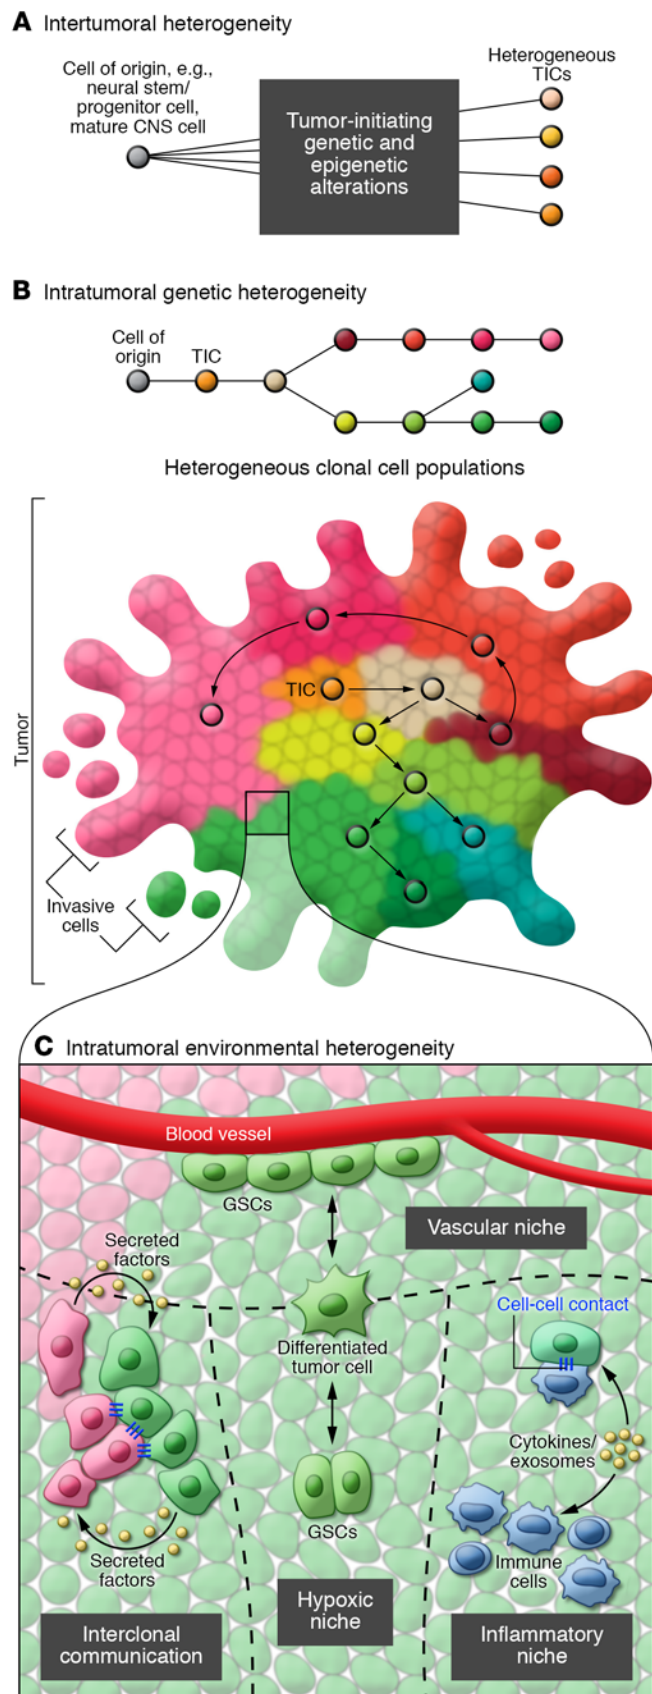 A Intertumoral heterogeneity
Cell of origin, e.g.,
neural stem/
progenitor cell,
mature CNS cell
Tumor-initiating
genetic and
epigenetic
alterations
Heterogeneous
TICs
B Intratumoral genetic heterogeneity
Cell of
origin
TIC
Heterogeneous clonal cell populations
Tumor
TIC
Invasive
cells
C Intratumoral environmental heterogeneity
Blood vessel
GSCs
Vascular niche
Secreted
factors
Differentiated
tumor cell
Cell-cell contact
Cytokines/
exosomes
GSCs
Immune
cells
Secreted
factors
Interclonal
communication
Hypoxic
niche
Inflammatory
niche